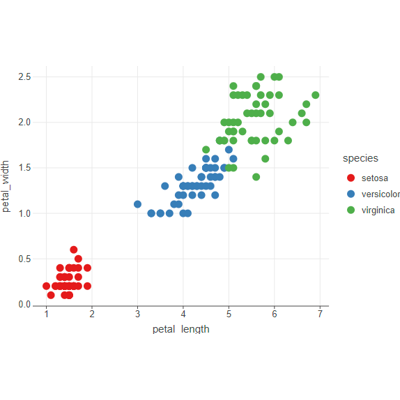 2.5
2.0
1.5
1.0
0.5
0.0
petal_width
1 2 3 4 5 6 7
petal_length
species
setosa
versicolor
virginica